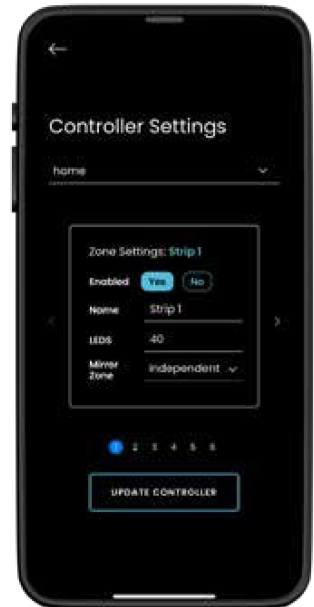 Controller Settings
home
Zone Settings: Strip 1
Enabled Yes No
Name Strip 1
LEDS 40
Mirror Zone independent
1 2 3 4 5 6
UPDATE CONTROLLER